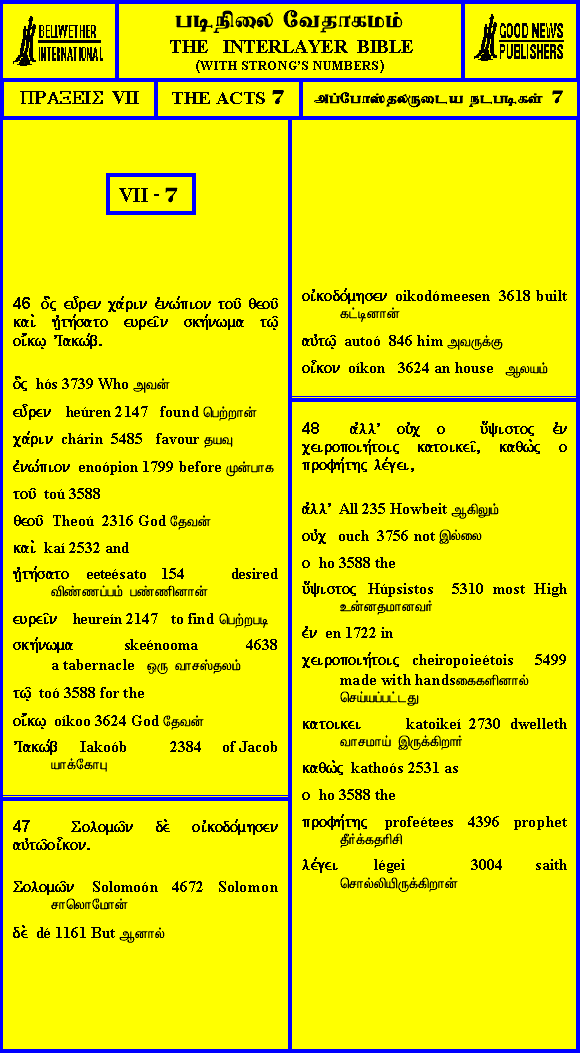 BELLWETHER
INTERNATIONAL
படிநிலை வேதாகமம்
THE INTERLAYER BIBLE
(WITH STRONG'S NUMBERS)
GOOD NEWS
PUBLISHERS
ΠΡΑΞΕΙΣ VII
THE ACTS 7
அப்போஸ்தலருடைய நடபடிகள் 7
VII - 7
46 ὃς εὗρεν χάριν ἐνώπιον τοῦ θεοῦ
καὶ ᾐτήσατο ευρεῖν σκήνωμα τῷ
οἴκῳ Ἰακώβ.
ὃς hós 3739 Who அவன்
εὗρεν heúren 2147 found பெற்றான்
χάριν chárin 5485 favour தயவு
ἐνώπιον enoópion 1799 before முன்பாக
τοῦ toú 3588
θεοῦ Theoú 2316 God தேவன்
καὶ kaí 2532 and
ᾐτήσατο eeteésato 154 desired
விண்ணப்பம் பண்ணினான்
ευρεῖν heureín 2147 to find பெற்றபடி
σκήνωμα skeénooma 4638
a tabernacle ஒரு வாசஸ்தலம்
τῷ toó 3588 for the
οἴκῳ oíkoo 3624 God தேவன்
Ἰακώβ Iakoób 2384 of Jacob
யாக்கோபு
47 Σολομῶν δὲ οἰκοδόμησεν
αὐτῶοἶκον.
Σολομῶν Solomoón 4672 Solomon
சாலொமோன்
δὲ dé 1161 But ஆனால்
οἰκοδόμησεν oikodómeesen 3618 built
கட்டினான்
αὐτῷ autoó 846 him அவருக்கு
οἶκον oíkon 3624 an house ஆலயம்
48 ἀλλ' οὐχ ο ὕψιστος ἐν
χειροποιήτοις κατοικεῖ, καθὼς ο
προφήτης λέγει,
ἀλλ' All 235 Howbeit ஆகிலும்
οὐχ ouch 3756 not இல்லை
ο ho 3588 the
ὕψιστος Húpsistos 5310 most High
உன்னதமானவர்
ἐν en 1722 in
χειροποιήτοις cheiropoieétois 5499
made with handsகைகளினால்
செய்யப்பட்டது
κατοικει katoikeí 2730 dwelleth
வாசமாய் இருக்கிறார்
καθὼς kathoós 2531 as
ο ho 3588 the
προφήτης profeétees 4396 prophet
தீர்க்கதரிசி
λέγει légei 3004 saith
சொல்லியிருக்கிறான்